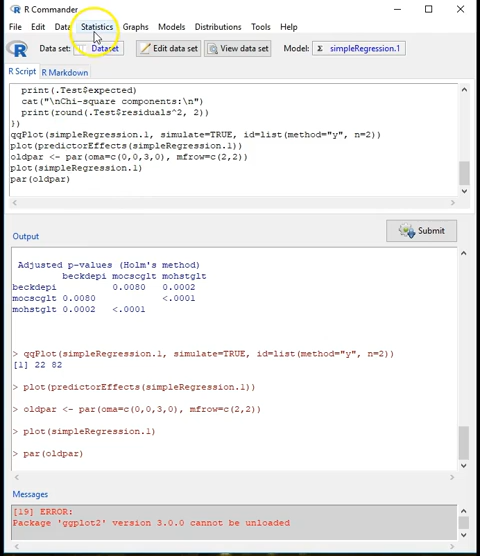 R Commander
File Edit Data Statistics Graphs Models Distributions Tools Help
Data set: Dataset Edit data set View data set Model: Σ simpleRegression.1
R Script R Markdown
print(.Test$expected)
cat("\nChi-square components:\n")
print(round(.Test$residuals^2, 2))
})
qqPlot(simpleRegression.1, simulate=TRUE, id=list(method="y", n=2))
plot(predictorEffects(simpleRegression.1))
oldpar <- par(oma=c(0,0,3,0), mfrow=c(2,2))
plot(simpleRegression.1)
par(oldpar)
Submit
Output
Adjusted p-values (Holm's method)
beckdepi mocscglt mohstglt
beckdepi 0.0080 0.0002
mocscglt 0.0080 <.0001
mohstglt 0.0002 <.0001
> qqPlot(simpleRegression.1, simulate=TRUE, id=list(method="y", n=2))
[1] 22 82
> plot(predictorEffects(simpleRegression.1))
> oldpar <- par(oma=c(0,0,3,0), mfrow=c(2,2))
> plot(simpleRegression.1)
> par(oldpar)
Messages
[19] ERROR:
Package 'ggplot2' version 3.0.0 cannot be unloaded